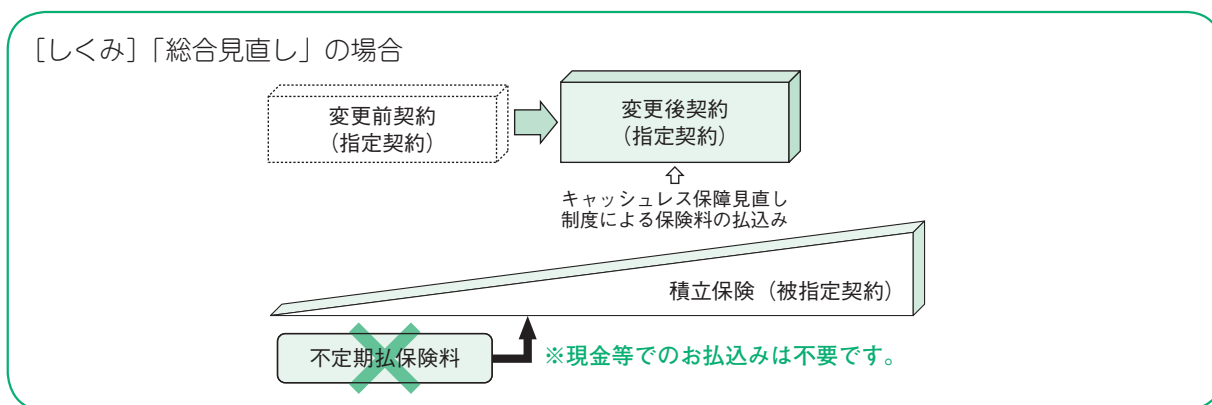 ［しくみ］「総合見直し」の場合
変更前契約
（指定契約）
変更後契約
（指定契約）
キャッシュレス保障見直し
制度による保険料の払込み
積立保険（被指定契約）
不定期払保険料
※現金等でのお払込みは不要です。